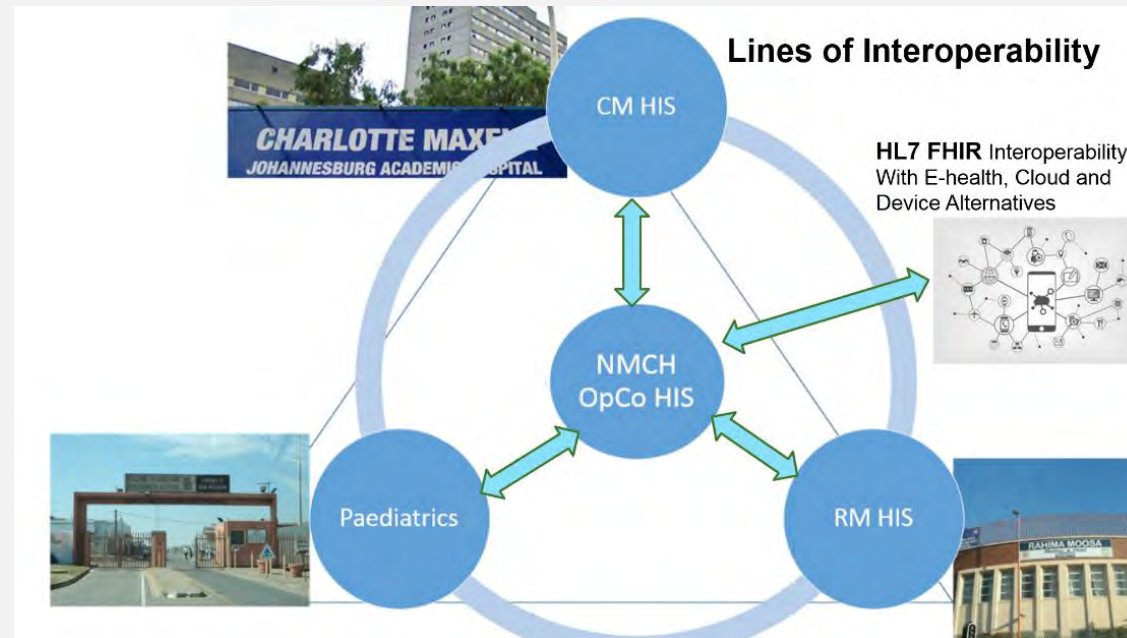 Lines of Interoperability
CM HIS
CHARLOTTE
JOHANNESBURG
HL7 FHIR Interoperability
With E-health, Cloud and
Device Alternatives
NMCH
OpCo HIS
Paediatrics
RM HIS
RAHIMA MOOSA